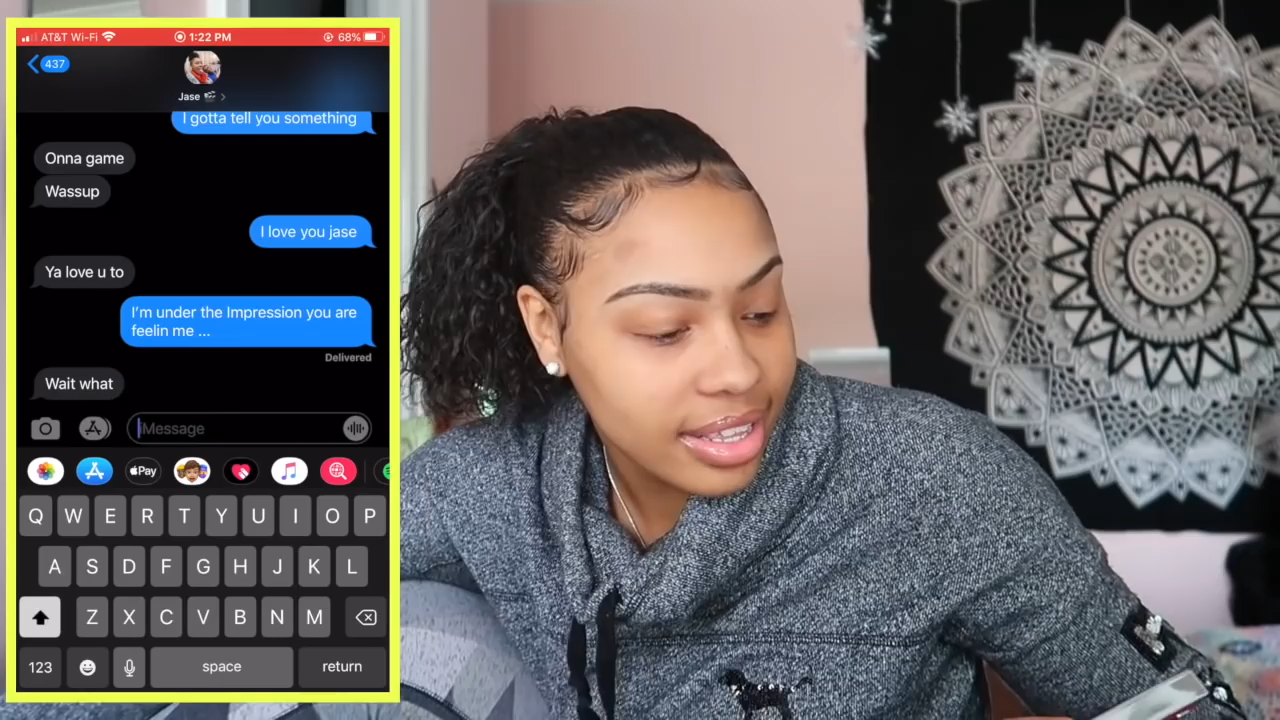 AT&T Wi-Fi 1:22 PM 68%
437
Jase
I gotta tell you something
Onna game
Wassup
I love you jase
Ya love u to
I'm under the Impression you are
feelin me ...
Delivered
Wait what
iMessage
Pay
Q W E R T Y U I O P
A S D F G H J K L
Z X C V B N M
123 space return